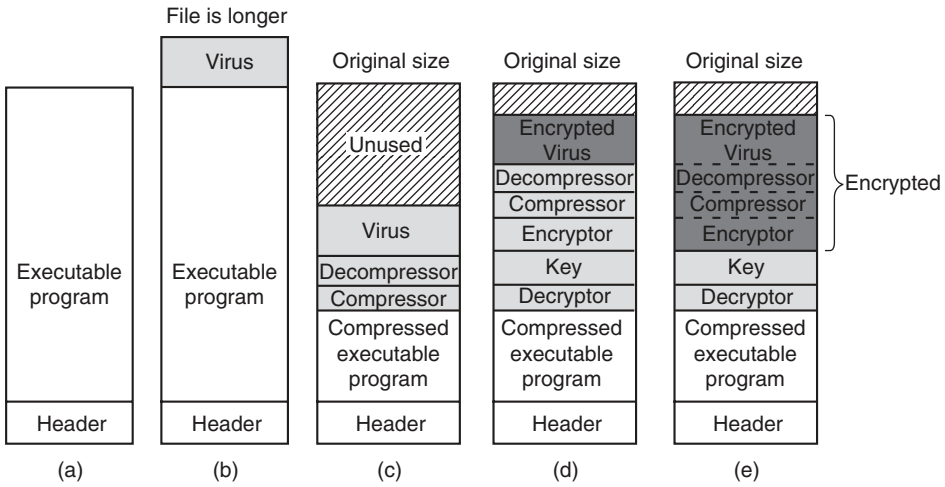 File is longer
Virus
Executable
program
Header
(b)
Executable
program
Header
(a)
Original size
Unused
Virus
Decompressor
Compressor
Compressed
executable
program
Header
(c)
Original size
Encrypted
Virus
Decompressor
Compressor
Encryptor
Key
Decryptor
Compressed
executable
program
Header
(d)
Original size
Encrypted
Virus
Decompressor
Compressor
Encryptor
Key
Decryptor
Compressed
executable
program
Header
(e)
Encrypted